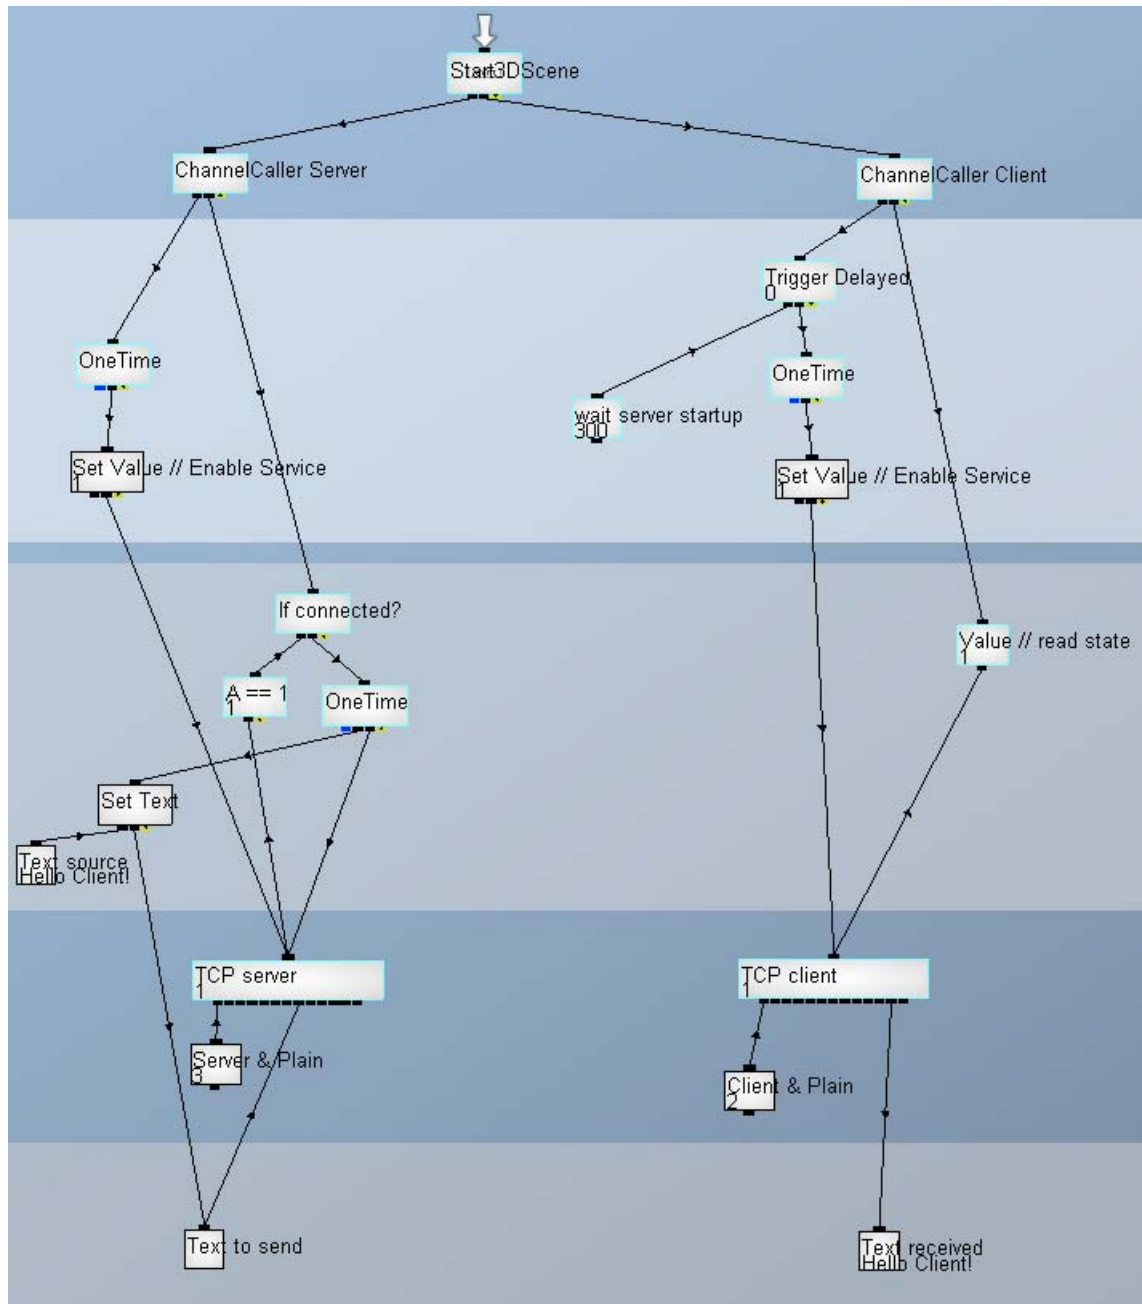 Start3DScene
ChannelCaller Server
ChannelCaller Client
Trigger Delayed
0
OneTime
OneTime
wait server startup
300
Set Value // Enable Service
1
Set Value // Enable Service
1
If connected?
Value // read state
1
A == 1
1
OneTime
Set Text
Text source
Hello Client!
TCP server
1
TCP client
1
Server & Plain
3
Client & Plain
2
Text to send
Text received
Hello Client!